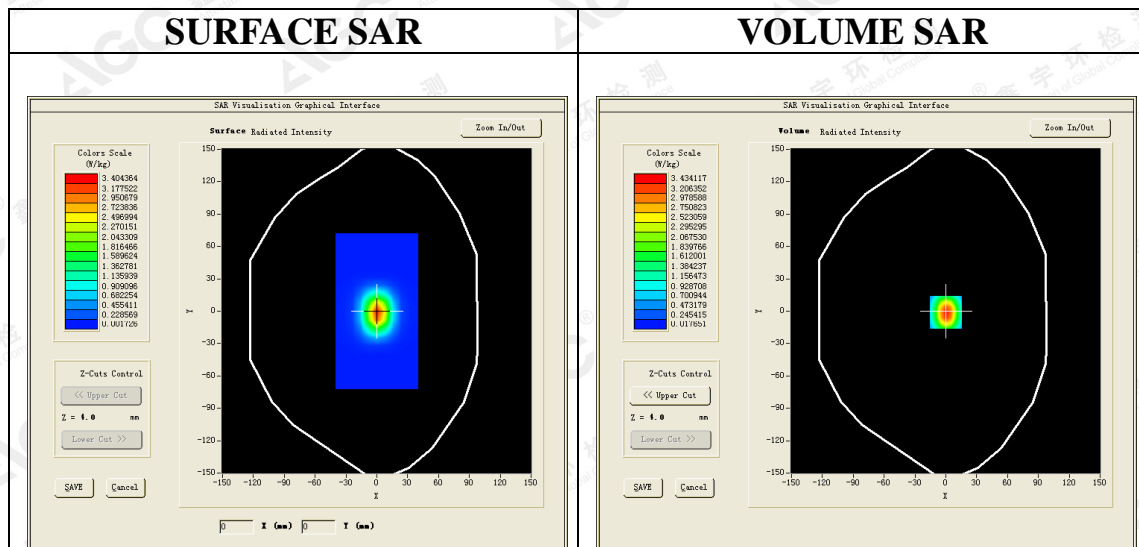 SURFACE SAR
VOLUME SAR
SAR Visualisation Graphical Interface
Surface Radiated Intensity
Zoom In/Out
Colors Scale
(W/kg)
3.404364
3.177522
2.950679
2.723836
2.496994
2.270151
2.043309
1.816466
1.589624
1.362781
1.135939
0.909096
0.682254
0.455411
0.228569
0.001726
Z-Cuts Control
<< Upper Cut
Z = 4.0 mm
Lower Cut >>
SAVE Cancel
150
120
90
60
30
0
-30
-60
-90
-120
-150
Y
-150 -120 -90 -60 -30 0 30 60 90 120 150
X
0 X (mm) 0 Y (mm)
SAR Visualisation Graphical Interface
Volume Radiated Intensity
Zoom In/Out
Colors Scale
(W/kg)
3.434117
3.206352
2.978588
2.750823
2.523059
2.295295
2.067530
1.839766
1.612001
1.384237
1.156473
0.928708
0.700944
0.473179
0.245415
0.017651
Z-Cuts Control
<< Upper Cut
Z = 4.0 mm
Lower Cut >>
SAVE Cancel
150
120
90
60
30
0
-30
-60
-90
-120
-150
Y
-150 -120 -90 -60 -30 0 30 60 90 120 150
X